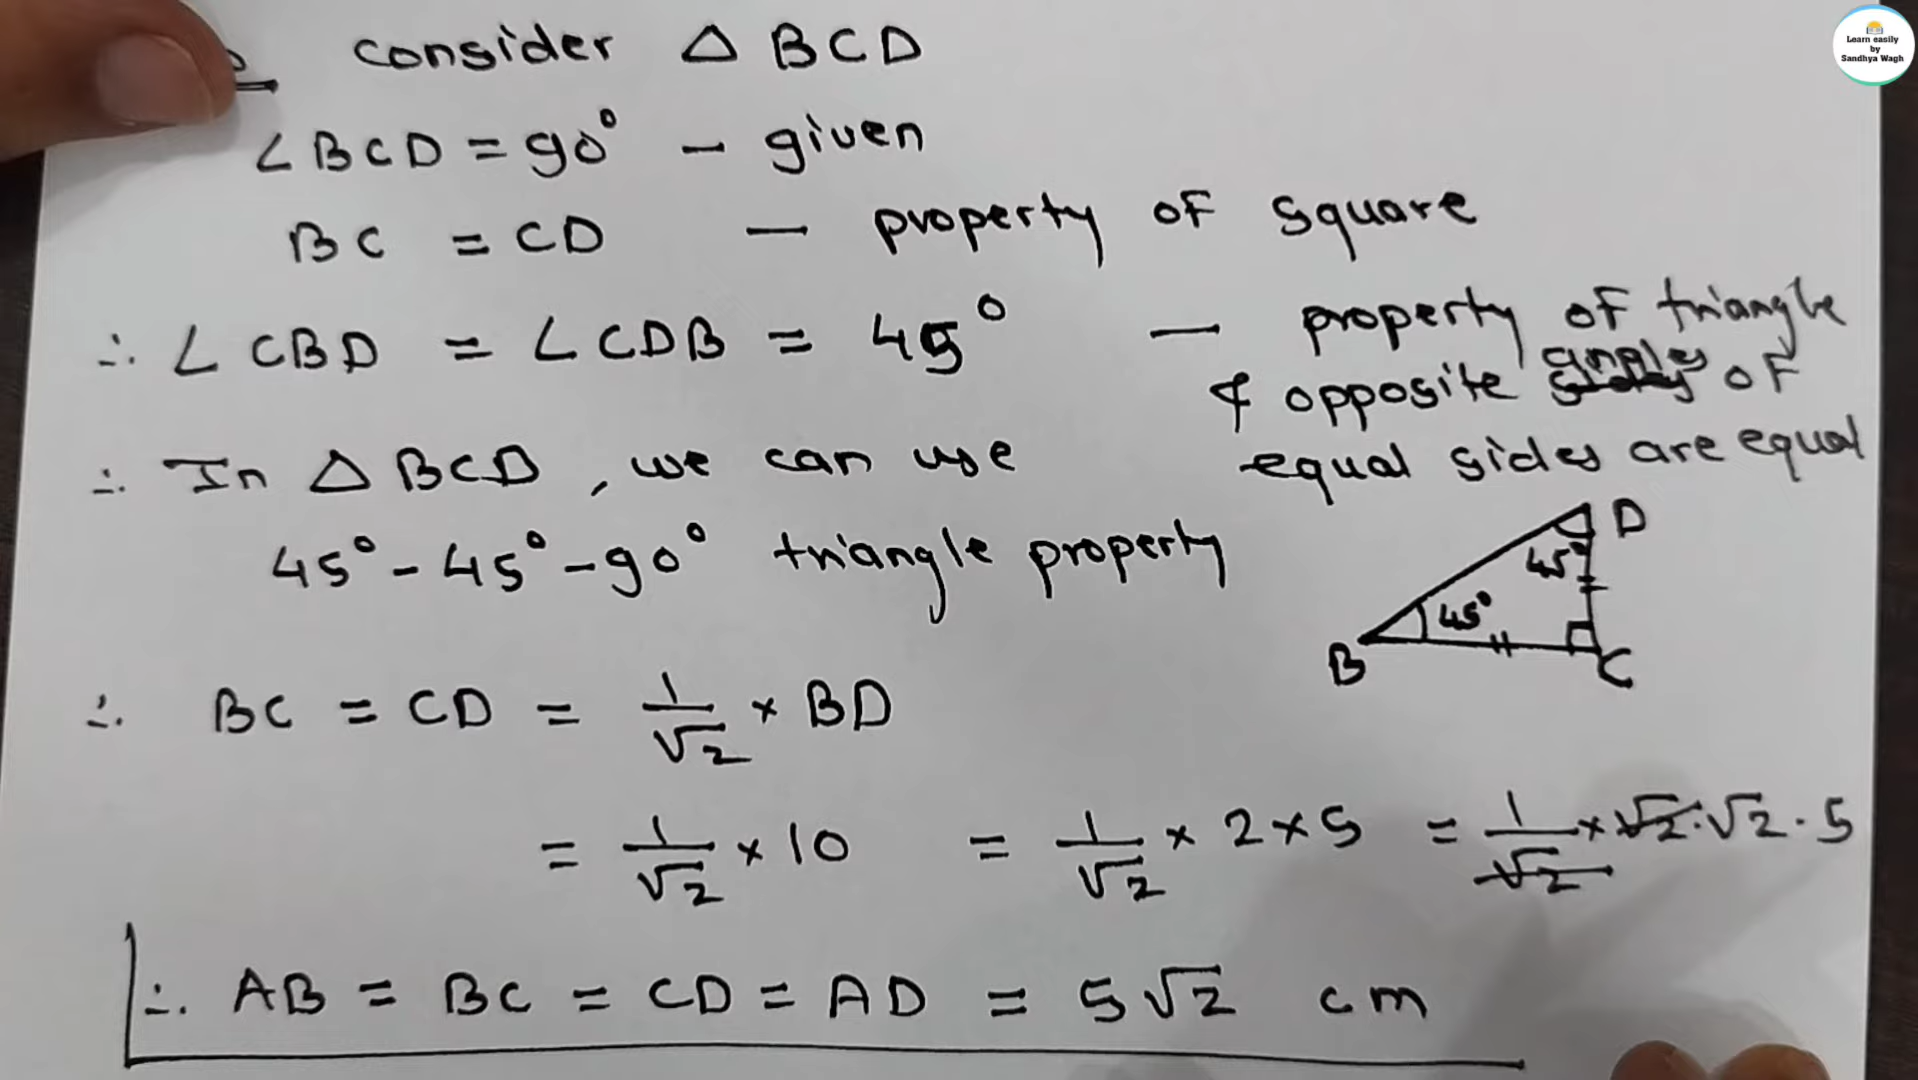 consider △ BCD
∠BCD = 90° - given
BC = CD — property of square
∴ ∠CBD = ∠CDB = 45° — property of triangle
& opposite angles of
equal sides are equal
∴ In △ BCD, we can use
45° - 45° - 90° triangle property
D
45°
45°
B
C
∴ BC = CD = 1/√2 × BD
= 1/√2 × 10 = 1/√2 × 2 × 5 = 1/√2 × √2 · √2 · 5
∴ AB = BC = CD = AD = 5√2 cm
Learn easily
by
Sandhya Wagh